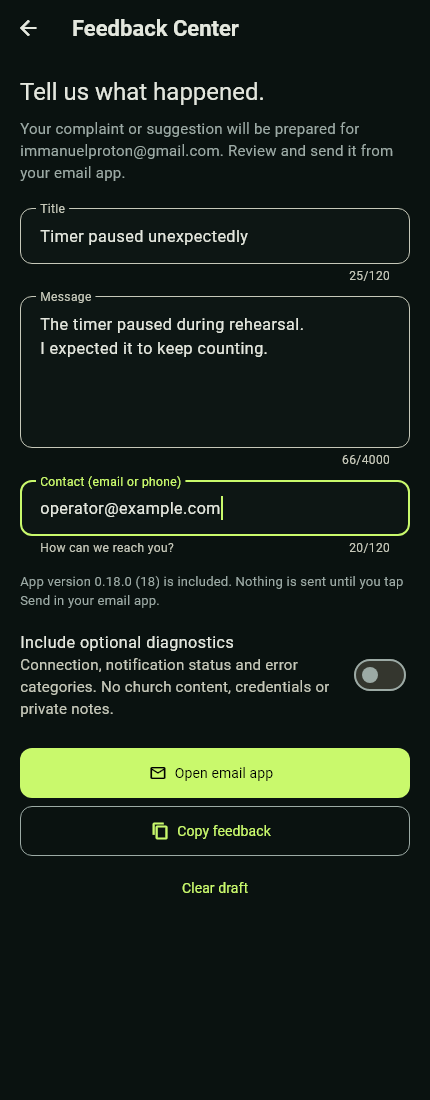 Feedback Center
Tell us what happened.
Your complaint or suggestion will be prepared for
immanuelproton@gmail.com. Review and send it from
your email app.
Title
Timer paused unexpectedly
25/120
Message
The timer paused during rehearsal.
I expected it to keep counting.
66/4000
Contact (email or phone)
operator@example.com
How can we reach you?
20/120
App version 0.18.0 (18) is included. Nothing is sent until you tap
Send in your email app.
Include optional diagnostics
Connection, notification status and error
categories. No church content, credentials or
private notes.
Open email app
Copy feedback
Clear draft